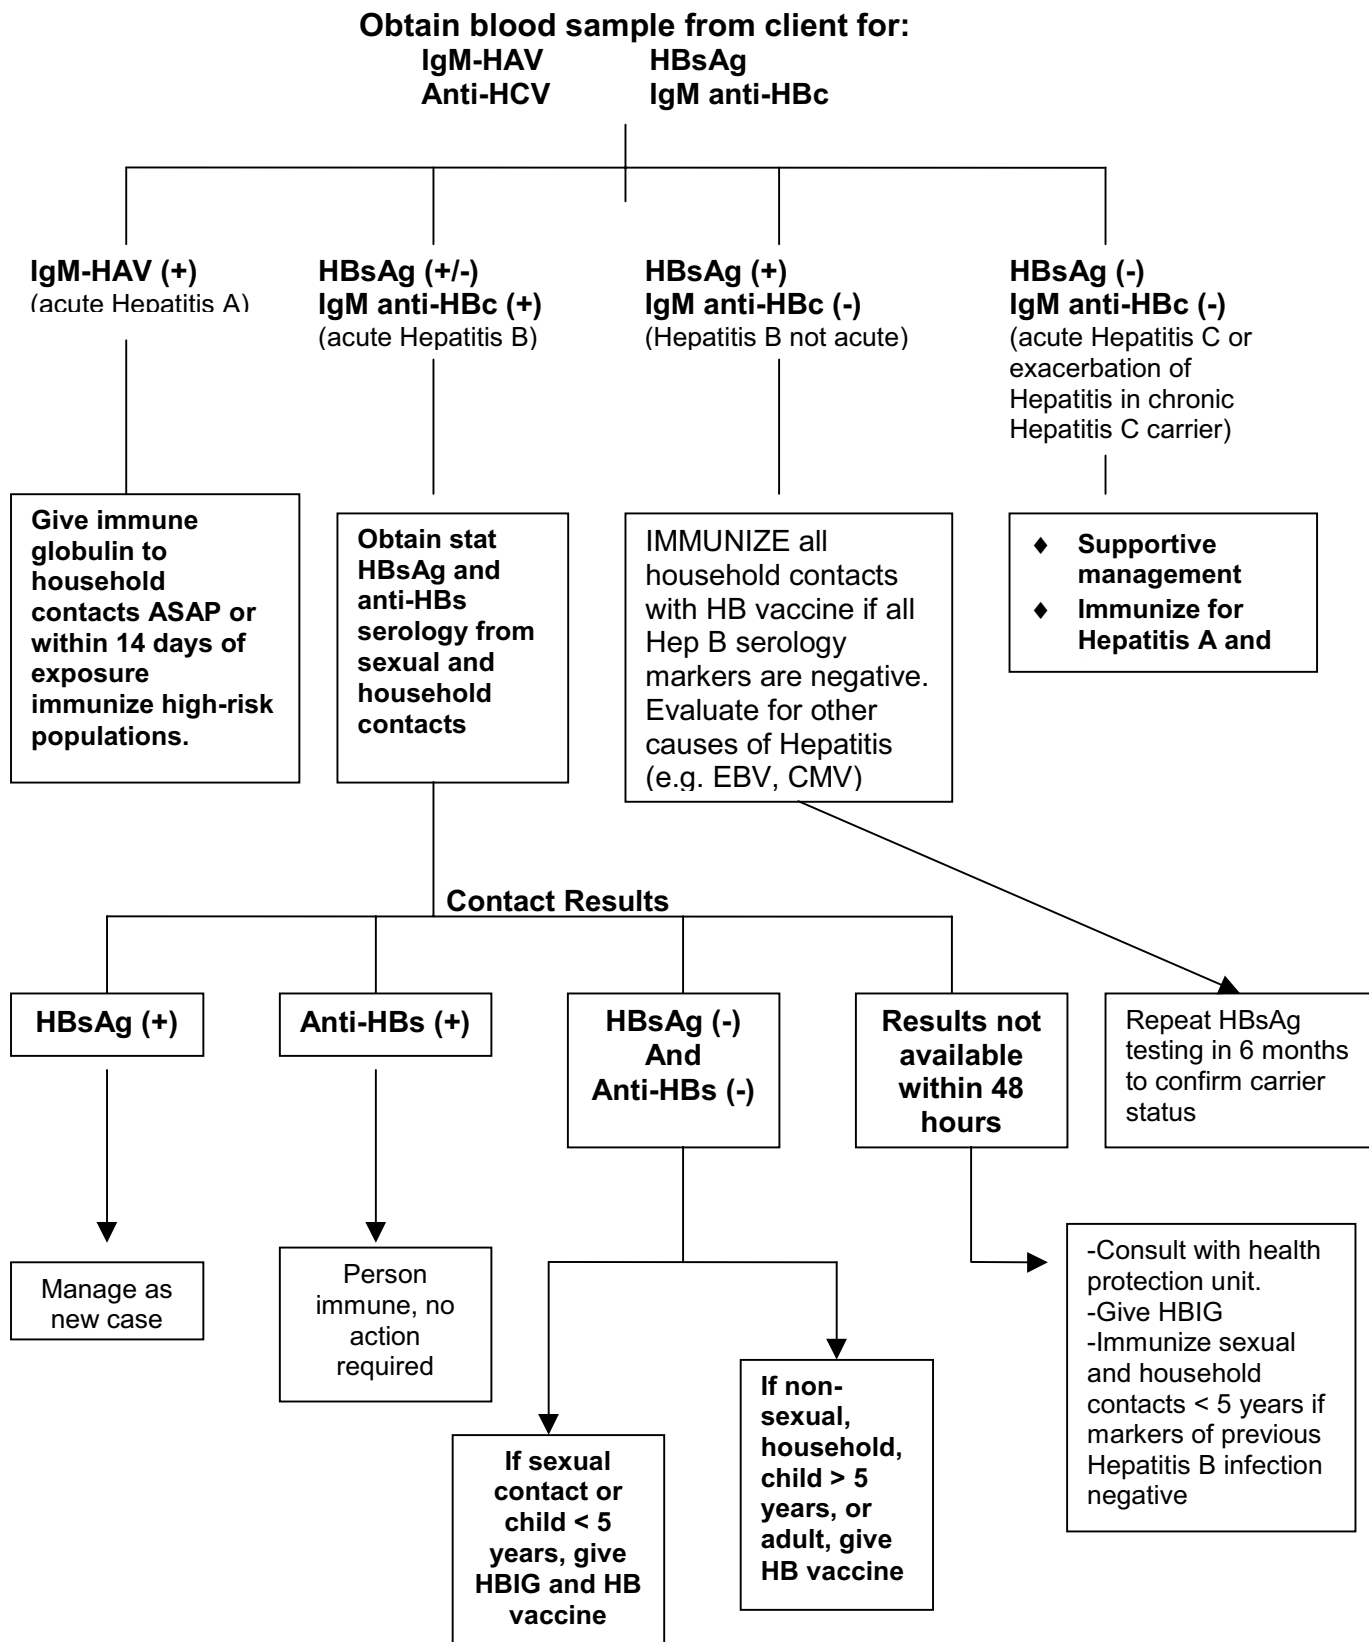 Obtain blood sample from client for:
IgM-HAV HBsAg
Anti-HCV IgM anti-HBc
IgM-HAV (+)
(acute Hepatitis A)
HBsAg (+/-)
IgM anti-HBc (+)
(acute Hepatitis B)
HBsAg (+)
IgM anti-HBc (-)
(Hepatitis B not acute)
HBsAg (-)
IgM anti-HBc (-)
(acute Hepatitis C or
exacerbation of
Hepatitis in chronic
Hepatitis C carrier)
Give immune
globulin to
household
contacts ASAP or
within 14 days of
exposure
immunize high-risk
populations.
Obtain stat
HBsAg and
anti-HBs
serology from
sexual and
household
contacts
IMMUNIZE all
household contacts
with HB vaccine if all
Hep B serology
markers are negative.
Evaluate for other
causes of Hepatitis
(e.g. EBV, CMV)
♦ Supportive
management
♦ Immunize for
Hepatitis A and
Contact Results
HBsAg (+)
Anti-HBs (+)
HBsAg (-)
And
Anti-HBs (-)
Results not
available
within 48
hours
Repeat HBsAg
testing in 6 months
to confirm carrier
status
Manage as
new case
Person
immune, no
action
required
If sexual
contact or
child < 5
years, give
HBIG and HB
vaccine
If non-
sexual,
household,
child > 5
years, or
adult, give
HB vaccine
-Consult with health
protection unit.
-Give HBIG
-Immunize sexual
and household
contacts < 5 years if
markers of previous
Hepatitis B infection
negative